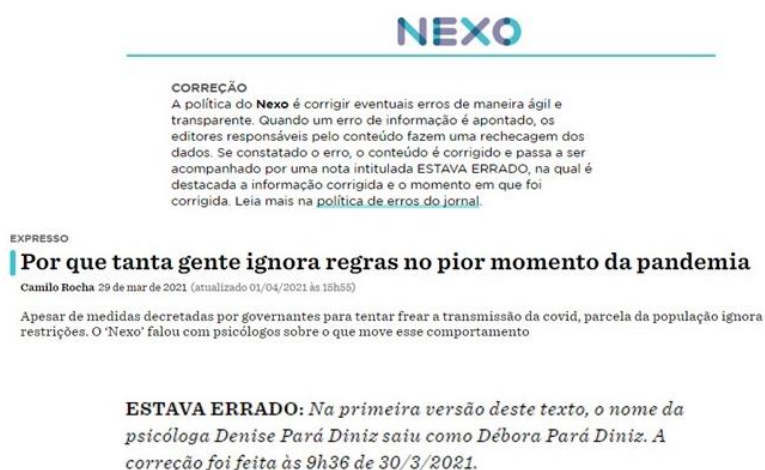 NEXO
CORREÇÃO
A política do Nexo é corrigir eventuais erros de maneira ágil e
transparente. Quando um erro de informação é apontado, os
editores responsáveis pelo conteúdo fazem uma rechecagem dos
dados. Se constatado o erro, o conteúdo é corrigido e passa a ser
acompanhado por uma nota intitulada ESTAVA ERRADO, na qual é
destacada a informação corrigida e o momento em que foi
corrigida. Leia mais na política de erros do jornal.
EXPRESSO
Por que tanta gente ignora regras no pior momento da pandemia
Camilo Rocha 29 de mar de 2021 (atualizado 01/04/2021 às 15h55)
Apesar de medidas decretadas por governantes para tentar frear a transmissão da covid, parcela da população ignora
restrições. O ‘Nexo’ falou com psicólogos sobre o que move esse comportamento
ESTAVA ERRADO: Na primeira versão deste texto, o nome da
psicóloga Denise Pará Diniz saiu como Débora Pará Diniz. A
correção foi feita às 9h36 de 30/3/2021.